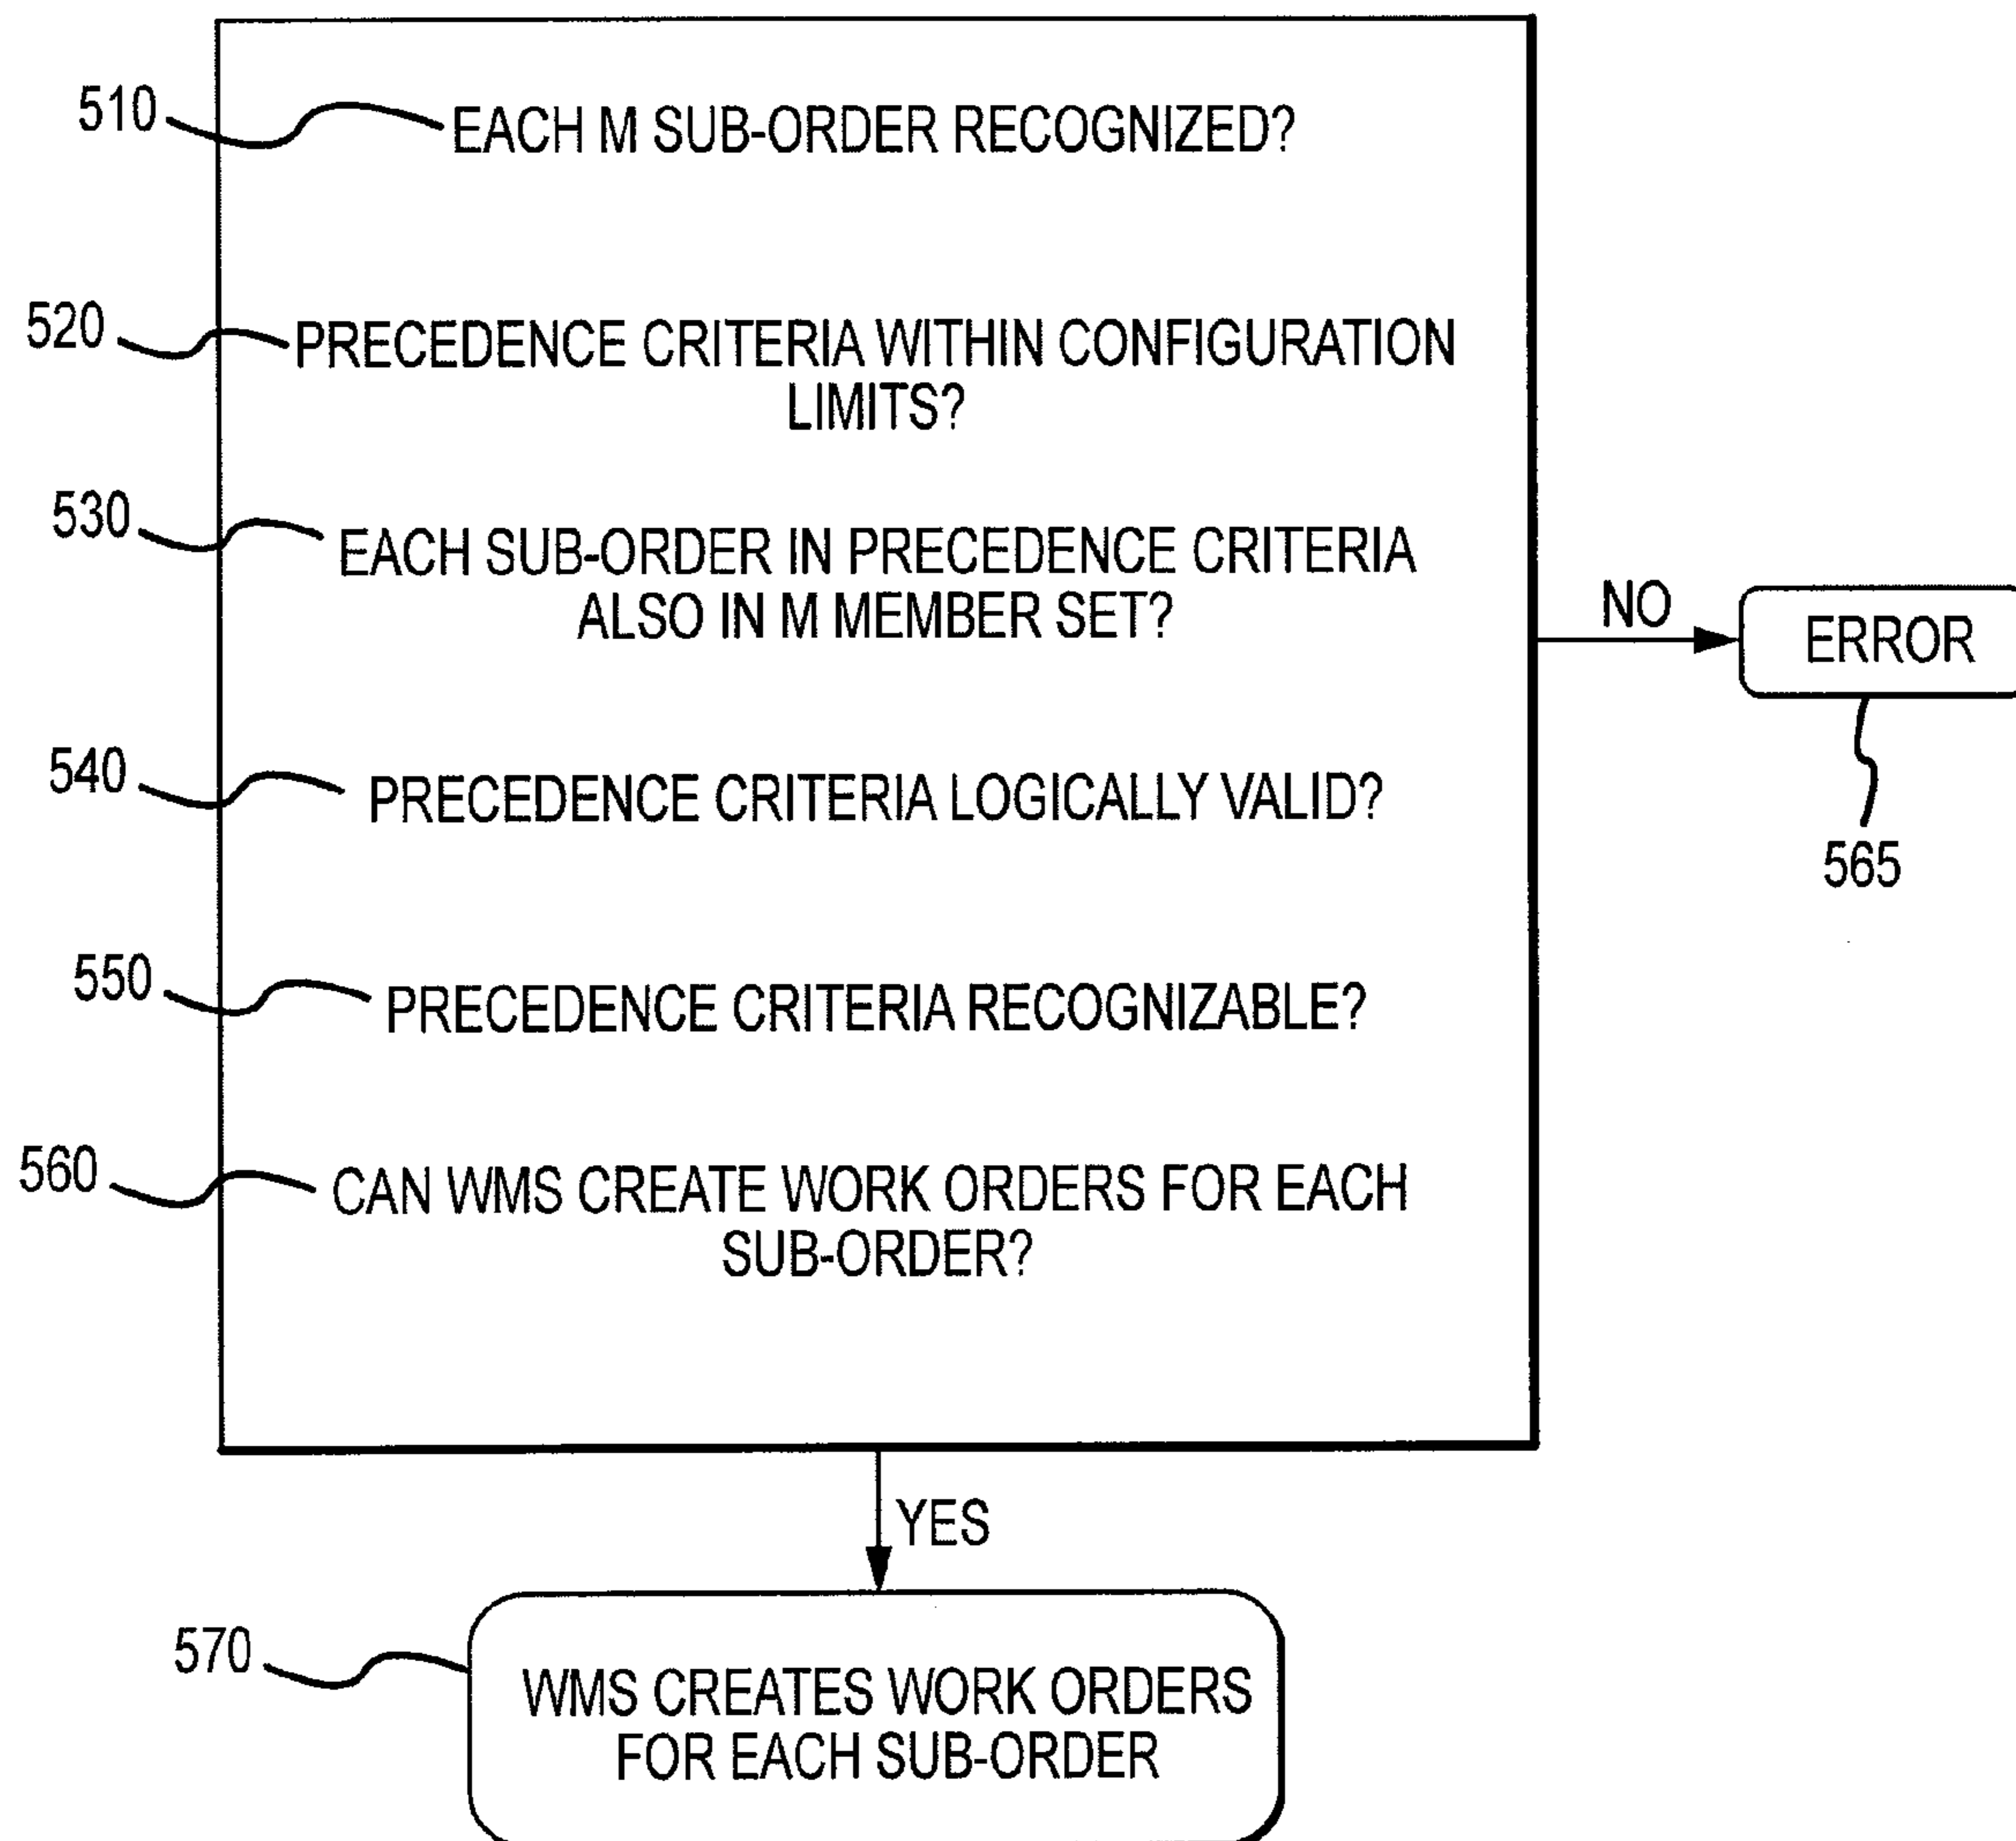 510
EACH M SUB-ORDER RECOGNIZED?
520
PRECEDENCE CRITERIA WITHIN CONFIGURATION
LIMITS?
530
EACH SUB-ORDER IN PRECEDENCE CRITERIA
ALSO IN M MEMBER SET?
NO
ERROR
565
540
PRECEDENCE CRITERIA LOGICALLY VALID?
550
PRECEDENCE CRITERIA RECOGNIZABLE?
560
CAN WMS CREATE WORK ORDERS FOR EACH
SUB-ORDER?
YES
570
WMS CREATES WORK ORDERS
FOR EACH SUB-ORDER